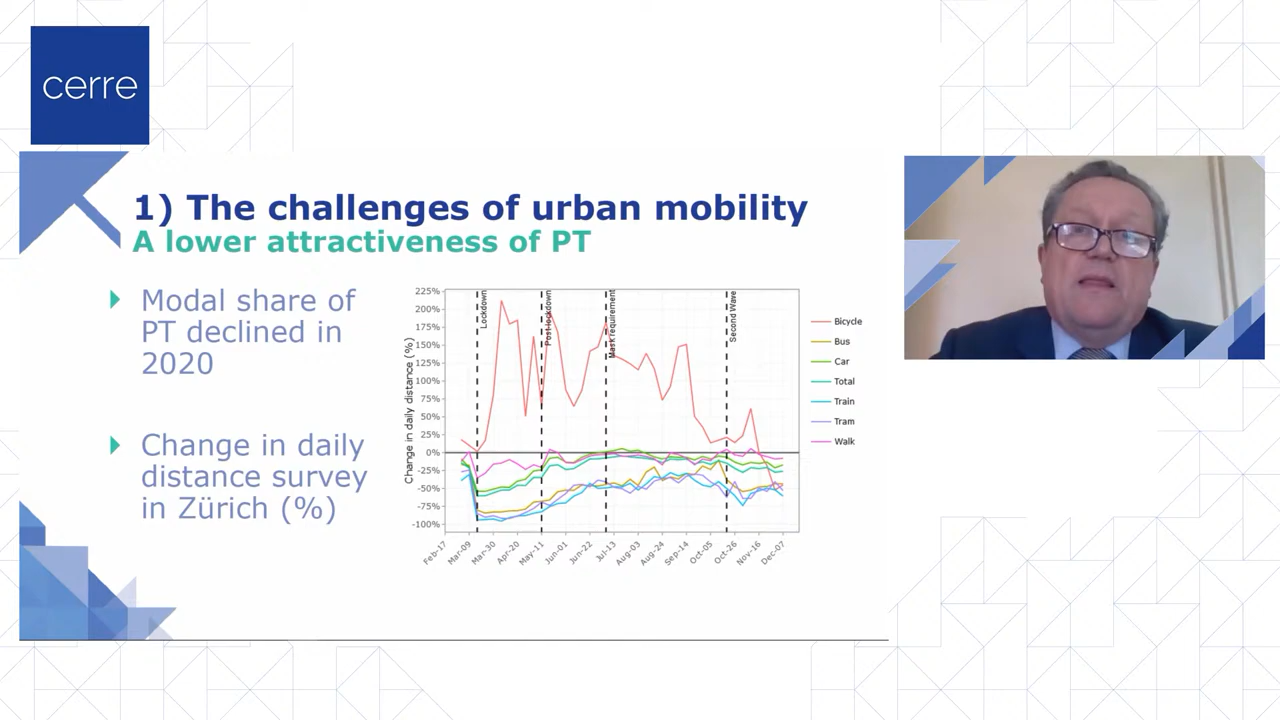 cerre
1) The challenges of urban mobility
A lower attractiveness of PT
Modal share of
PT declined in
2020
Change in daily
distance survey
in Zürich (%)
Change in daily distance (%)
225%
200%
175%
150%
125%
100%
75%
50%
25%
0%
-25%
-50%
-75%
-100%
Lockdown
Post-lockdown
Mask requirement
Second Wave
Feb-17
Mar-09
Mar-30
Apr-20
May-11
Jun-01
Jun-22
Jul-13
Aug-03
Aug-24
Sep-14
Oct-05
Oct-26
Nov-16
Dec-07
Bicycle
Bus
Car
Total
Train
Tram
Walk